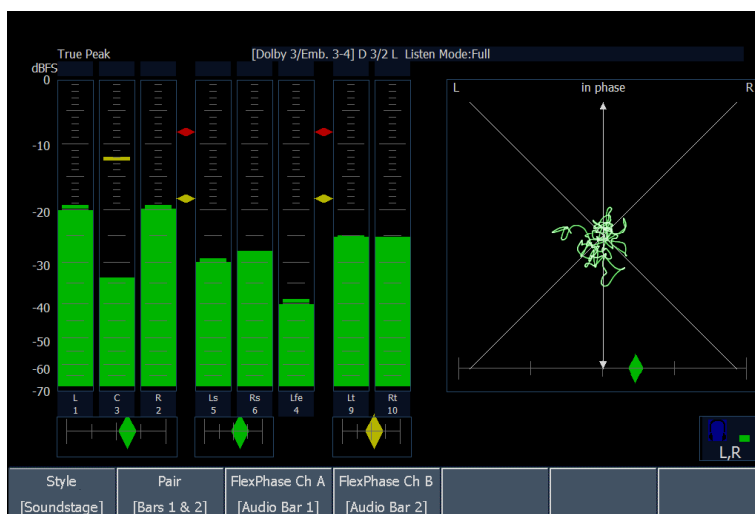 True Peak [Dolby 3/Emb. 3-4] D 3/2 L Listen Mode:Full
dBFS
0
-10
-20
-30
-40
-50
-60
-70
L C R Ls Rs Lfe Lt Rt
1 3 2 5 6 4 9 10
L in phase R
L,R
Style Pair FlexPhase Ch A FlexPhase Ch B
[Soundstage] [Bars 1 & 2] [Audio Bar 1] [Audio Bar 2]